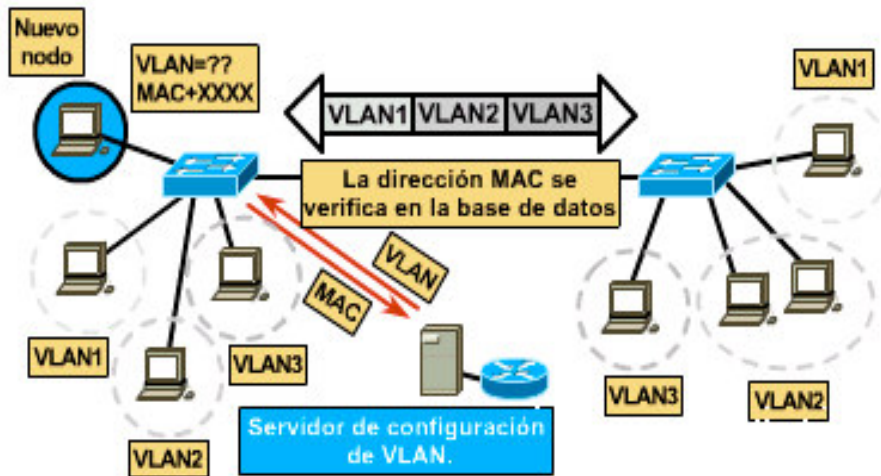 Nuevo
nodo
VLAN=??
MAC+XXXX
VLAN1
VLAN2
VLAN3
VLAN1
La dirección MAC se
verifica en la base de datos
VLAN
MAC
VLAN1
VLAN3
VLAN2
VLAN3
VLAN2
Servidor de configuración
de VLAN.